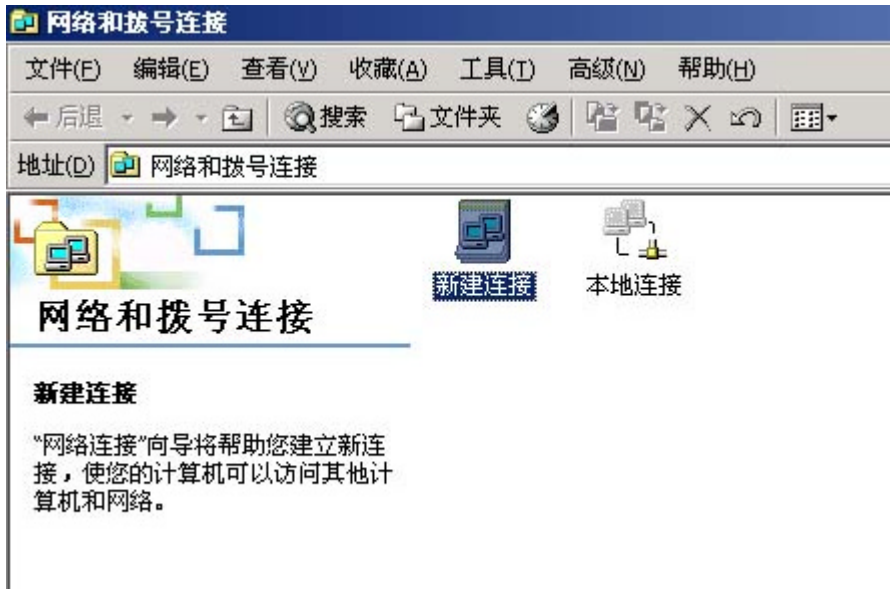 网络和拨号连接
文件(F) 编辑(E) 查看(V) 收藏(A) 工具(T) 高级(N) 帮助(H)
后退 搜索 文件夹
地址(D) 网络和拨号连接
新建连接 本地连接
网络和拨号连接
新建连接
“网络连接”向导将帮助您建立新连
接，使您的计算机可以访问其他计
算机和网络。